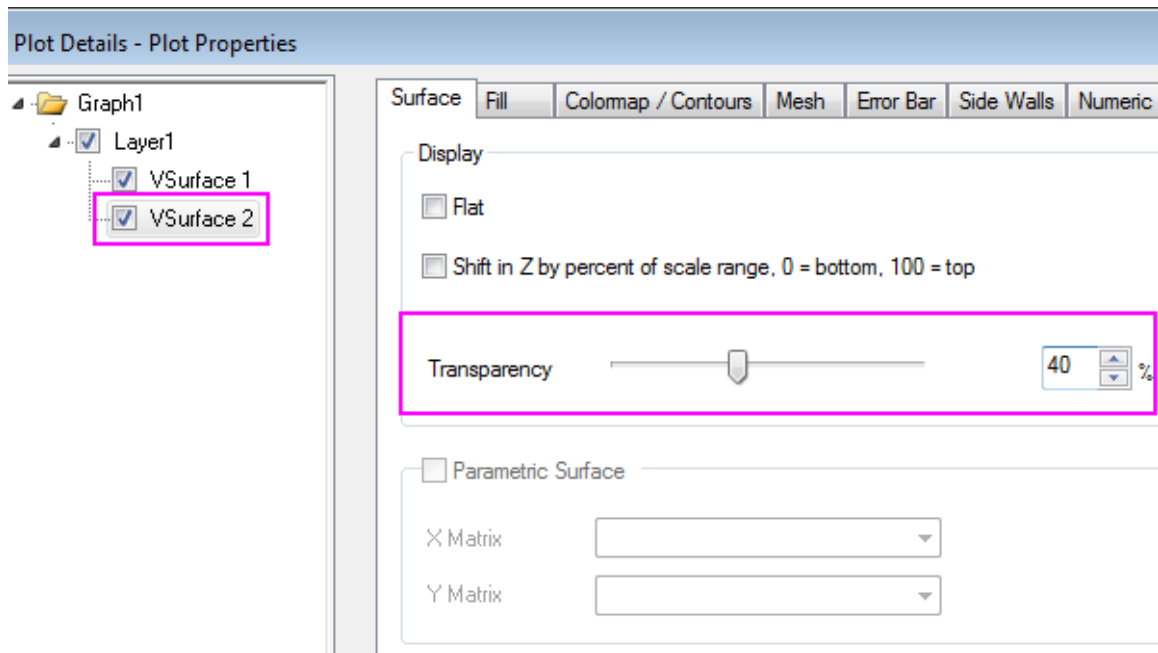 Plot Details - Plot Properties
Graph1
Layer1
VSurface 1
VSurface 2
Surface Fill Colormap / Contours Mesh Error Bar Side Walls Numeric
Display
Flat
Shift in Z by percent of scale range, 0 = bottom, 100 = top
Transparency 40 %
Parametric Surface
X Matrix
Y Matrix